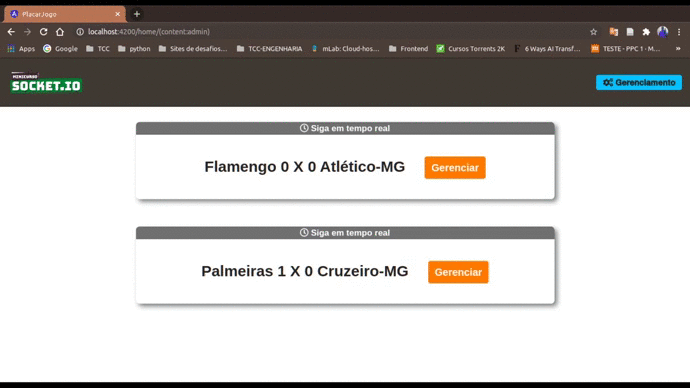 PlacarJogo
localhost:4200/home/(content:admin)
Apps Google TCC python Sites de desafios... TCC-ENGENHARIA mLab: Cloud-hos... Frontend Cursos Torrents ZK 6 Ways AI Transf... TESTE - PPC 1 - M... »
MINICURSO
SOCKET.IO
Gerenciamento
Siga em tempo real
Flamengo 0 X 0 Atlético-MG Gerenciar
Siga em tempo real
Palmeiras 1 X 0 Cruzeiro-MG Gerenciar